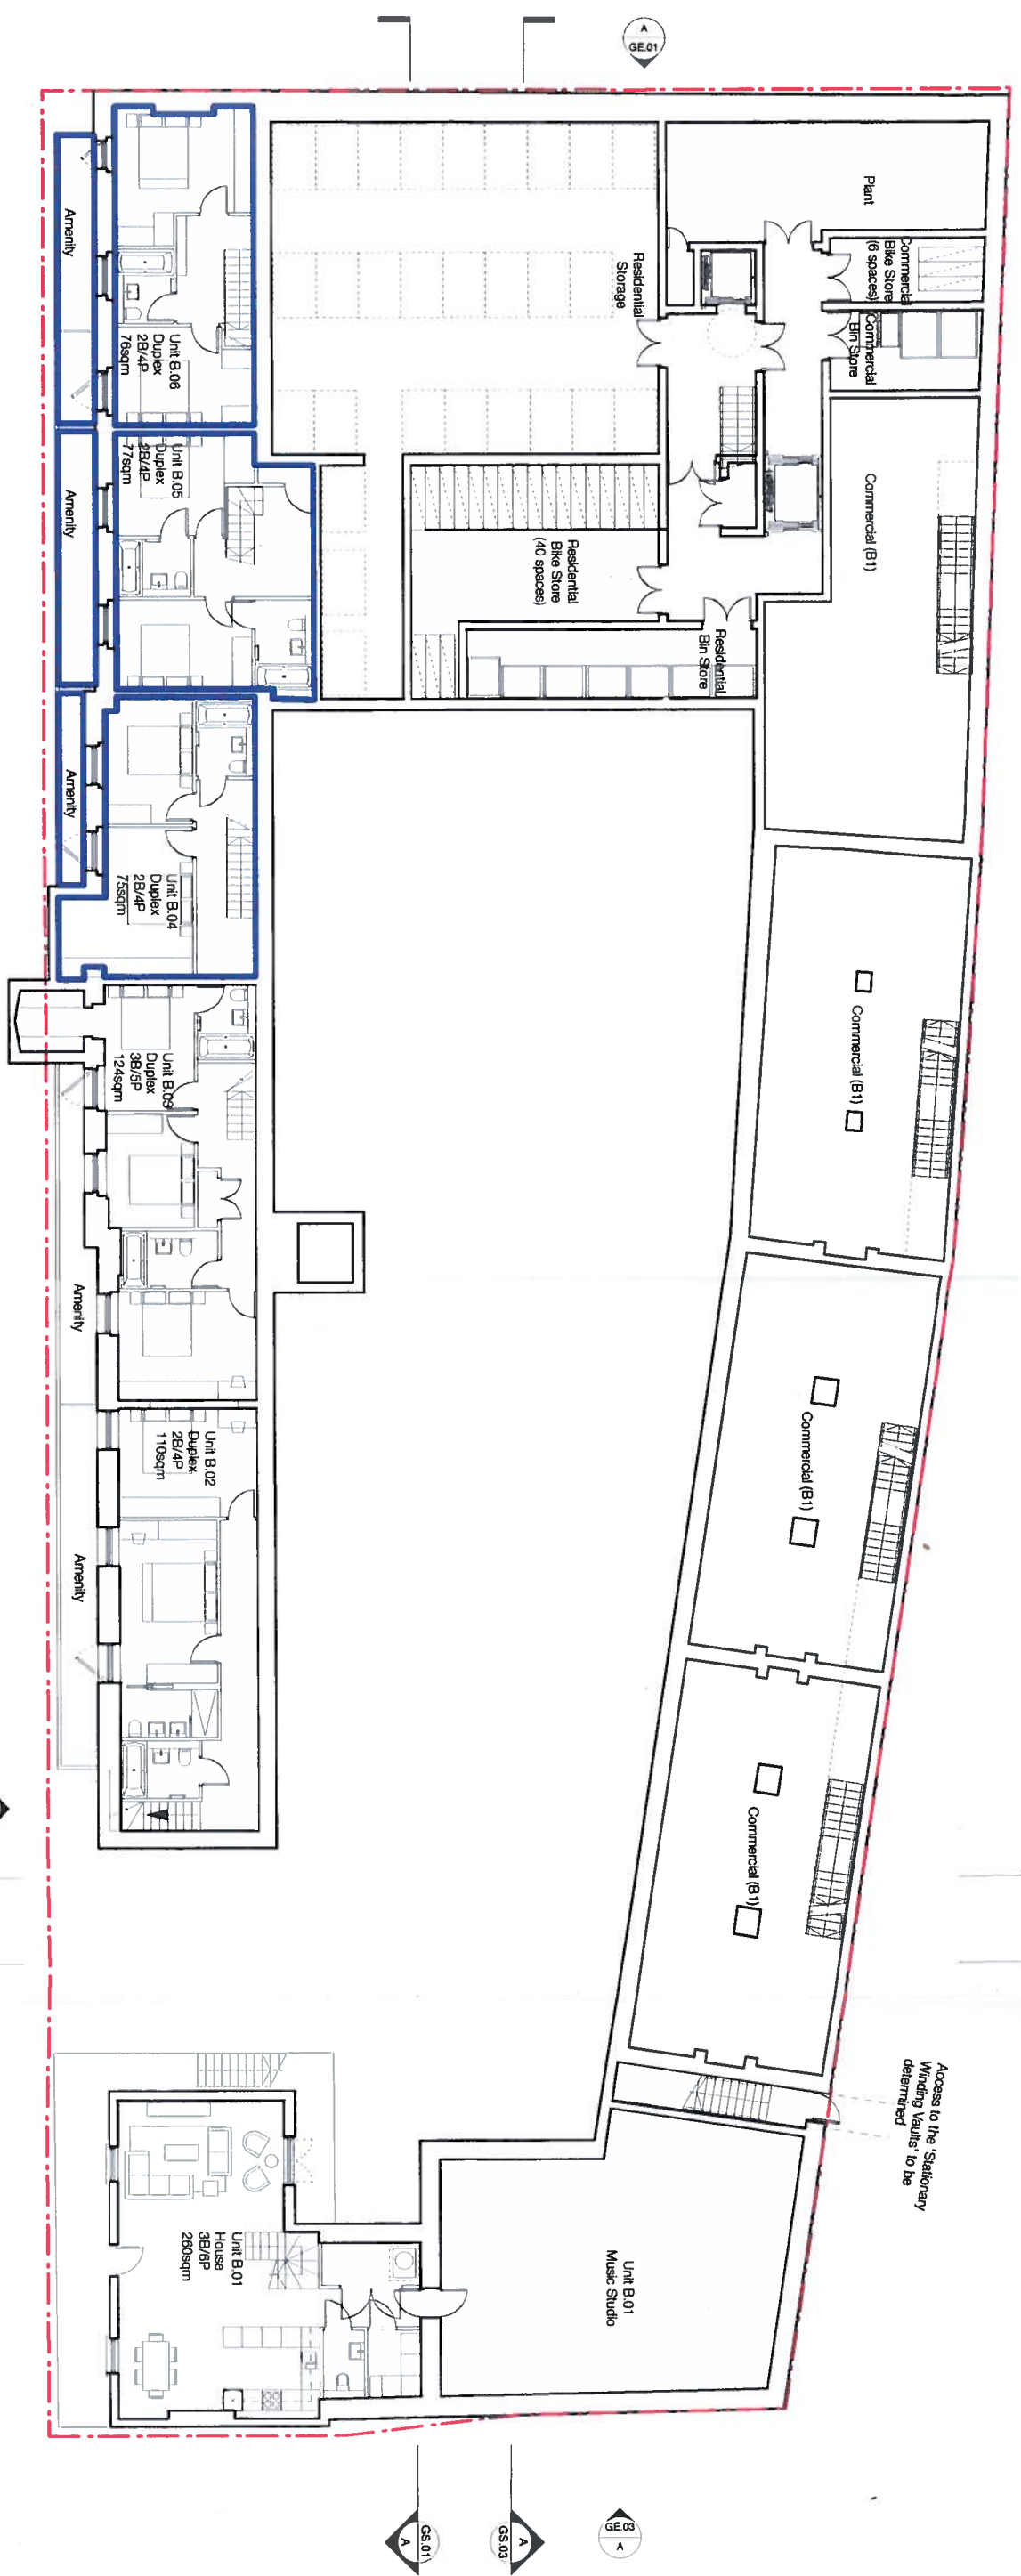 A
GE.01
Plant
Commercial
Bike Store
(6 spaces)
Commercial
Bin Store
Residential
Storage
Amenity
Unit B.06
Duplex
2B/4P
76sqm
Unit B.05
Duplex
2B/4P
77sqm
Amenity
Residential
Bike Store
(40 spaces)
Residential
Bin Store
Commercial (B1)
Amenity
Unit B.04
Duplex
2B/4P
75sqm
Unit B.09
Duplex
3B/5P
124sqm
Commercial (B1)
Amenity
Commercial (B1)
Unit B.02
Duplex
2B/4P
110sqm
Amenity
Commercial (B1)
Access to the 'Stationary
Winding Vaults' to be
determined
Unit B.01
House
3B/6P
260sqm
Unit B.01
Music Studio
GS.01
A
GS.03
A
GE.03
A